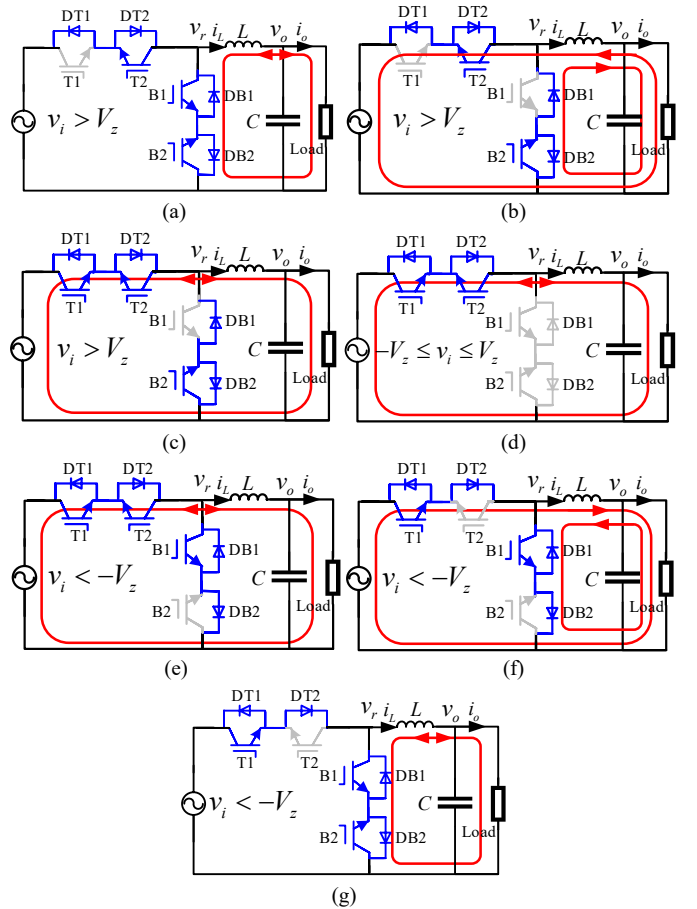 DT1 DT2 v_r i_L L v_o i_o
T1 T2
B1 DB1
v_i > V_z C
B2 DB2 Load
(a)
DT1 DT2 v_r i_L L v_o i_o
T1 T2
B1 DB1
v_i > V_z C
B2 DB2 Load
(b)
DT1 DT2 v_r i_L L v_o i_o
T1 T2
B1 DB1
v_i > V_z C
B2 DB2 Load
(c)
DT1 DT2 v_r i_L L v_o i_o
T1 T2
B1 DB1
-V_z ≤ v_i ≤ V_z C
B2 DB2 Load
(d)
DT1 DT2 v_r i_L L v_o i_o
T1 T2
B1 DB1
v_i < -V_z C
B2 DB2 Load
(e)
DT1 DT2 v_r i_L L v_o i_o
T1 T2
B1 DB1
v_i < -V_z C
B2 DB2 Load
(f)
DT1 DT2 v_r i_L L v_o i_o
T1 T2
B1 DB1
v_i < -V_z C
B2 DB2 Load
(g)